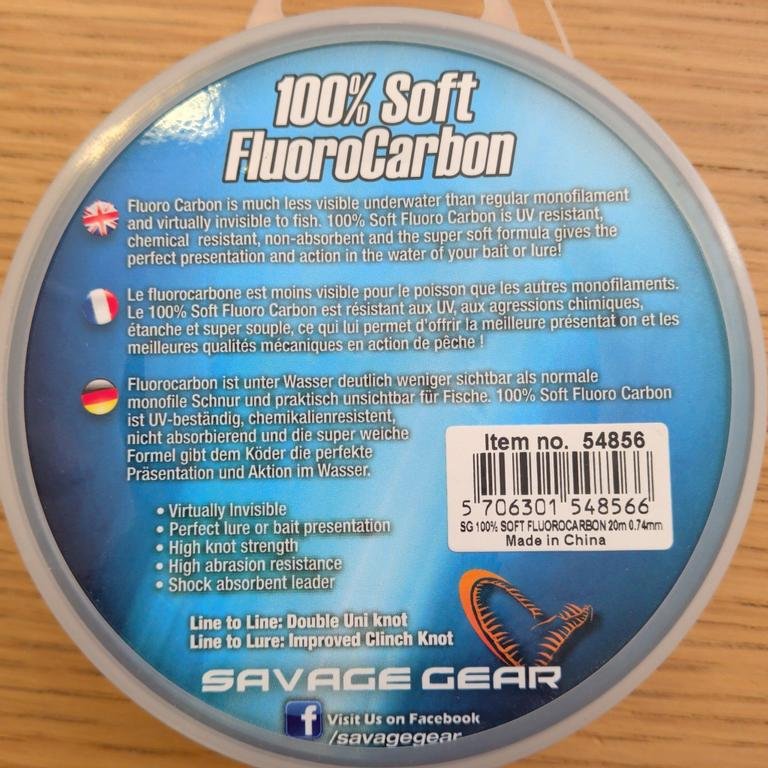 100% Soft
FluoroCarbon
Fluoro Carbon is much less visible underwater than regular monofilament
and virtually invisible to fish. 100% Soft Fluoro Carbon is UV resistant,
chemical resistant, non-absorbent and the super soft formula gives the
perfect presentation and action in the water of your bait or lure!
Le fluorocarbone est moins visible pour le poisson que les autres monofilaments.
Le 100% Soft Fluoro Carbon est résistant aux UV, aux agressions chimiques,
étanche et super souple, ce qui lui permet d'offrir la meilleure présentat on et les
meilleures qualités mécaniques en action de pêche !
Fluorocarbon ist unter Wasser deutlich weniger sichtbar als normale
monofile Schnur und praktisch unsichtbar für Fische. 100% Soft Fluoro Carbon
ist UV-beständig, chemikalienresistent,
nicht absorbierend und die super weiche
Formel gibt dem Köder die perfekte
Präsentation und Aktion im Wasser.
Item no. 54856
5 706301 548566
SG 100% SOFT FLUOROCARBON 20m 0.74mm
Made in China
• Virtually Invisible
• Perfect lure or bait presentation
• High knot strength
• High abrasion resistance
• Shock absorbent leader
Line to Line: Double Uni knot
Line to Lure: Improved Clinch Knot
SAVAGE GEAR
f Visit Us on Facebook
/savagegear